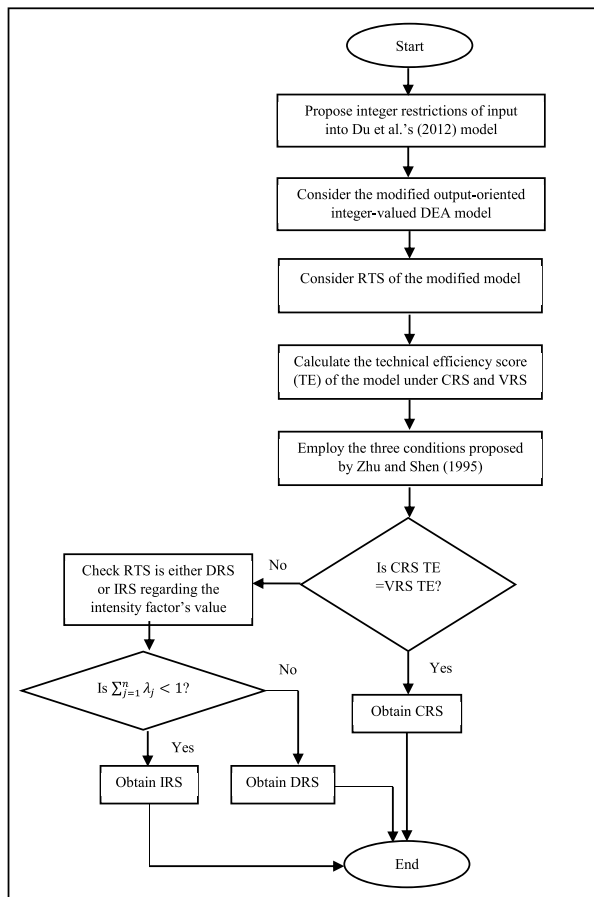 Start
Propose integer restrictions of input
into Du et al.'s (2012) model
Consider the modified output-oriented
integer-valued DEA model
Consider RTS of the modified model
Calculate the technical efficiency score
(TE) of the model under CRS and VRS
Employ the three conditions proposed
by Zhu and Shen (1995)
Is CRS TE
=VRS TE?
No
Check RTS is either DRS
or IRS regarding the
intensity factor's value
Yes
Is ∑ⁿⱼ₌₁ λⱼ < 1?
No
Obtain CRS
Yes
Obtain IRS
Obtain DRS
End